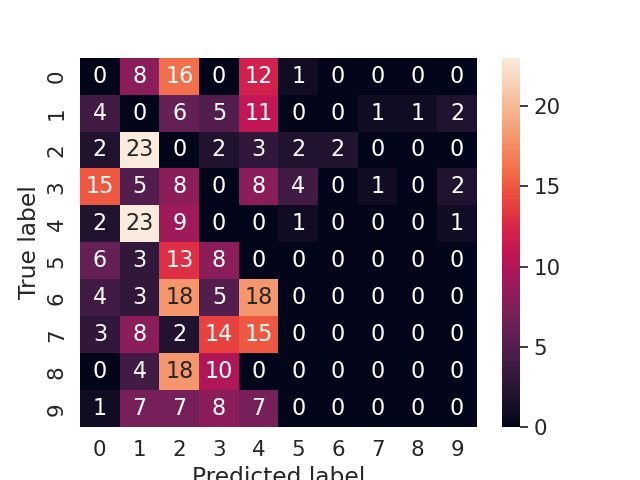 0 0 8 16 0 12 1 0 0 0 0
1 4 0 6 5 11 0 0 1 1 2
2 2 23 0 2 3 2 2 0 0 0
3 15 5 8 0 8 4 0 1 0 2
4 2 23 9 0 0 1 0 0 0 1
5 6 3 13 8 0 0 0 0 0 0
6 4 3 18 5 18 0 0 0 0 0
7 3 8 2 14 15 0 0 0 0 0
8 0 4 18 10 0 0 0 0 0 0
9 1 7 7 8 7 0 0 0 0 0
0 1 2 3 4 5 6 7 8 9
Predicted label
True label
20
15
10
5
0